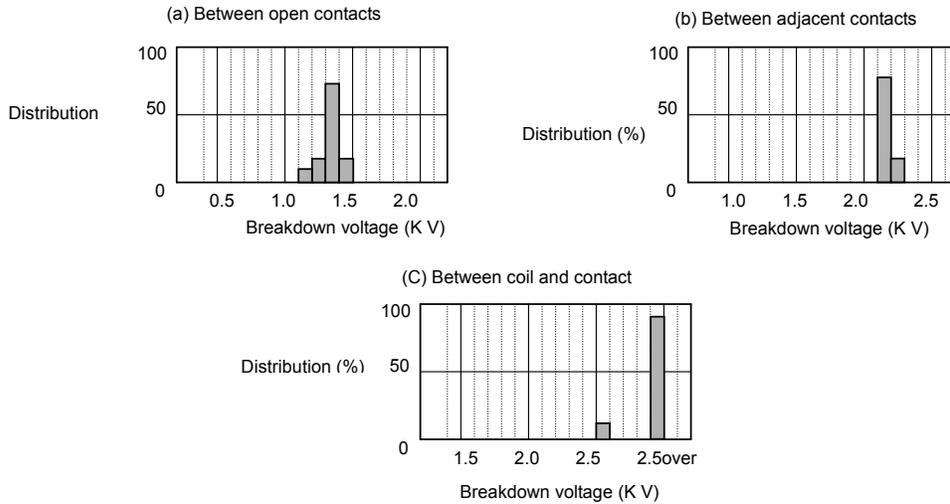 (a) Between open contacts
100
Distribution
50
0
0.5 1.0 1.5 2.0
Breakdown voltage (K V)
(b) Between adjacent contacts
100
50
Distribution (%)
0
1.0 1.5 2.0 2.5
Breakdown voltage (K V)
(C) Between coil and contact
100
Distribution (%)
50
0
1.5 2.0 2.5 2.5over
Breakdown voltage (K V)